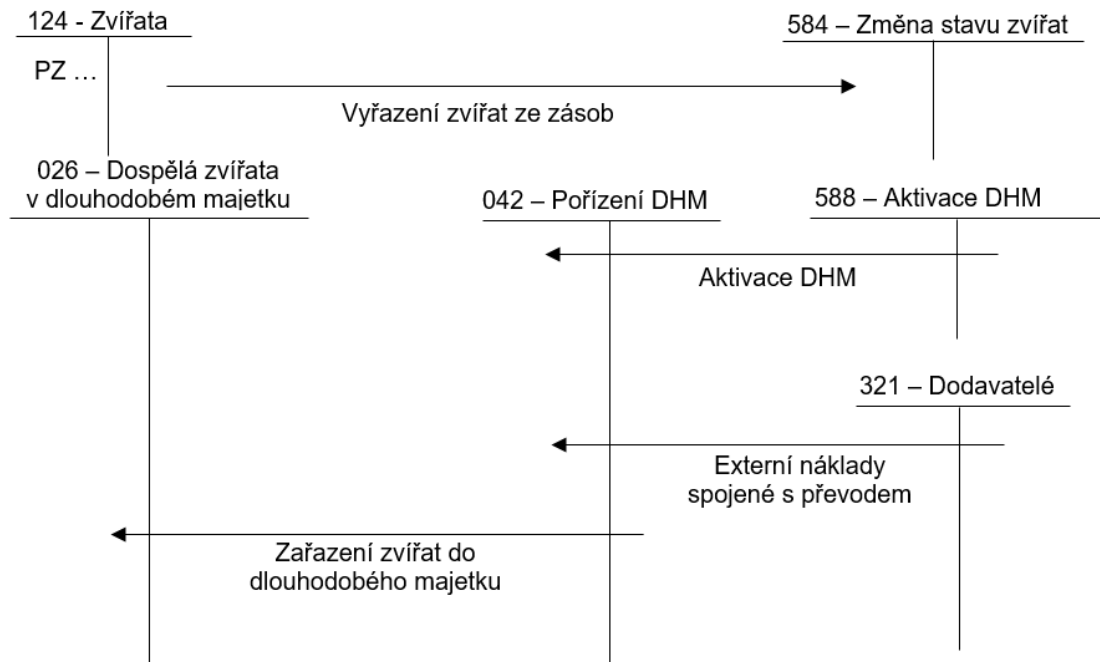 124 - Zvířata
584 – Změna stavu zvířat
PZ …
Vyřazení zvířat ze zásob
026 – Dospělá zvířata
v dlouhodobém majetku
042 – Pořízení DHM
588 – Aktivace DHM
Aktivace DHM
321 – Dodavatelé
Externí náklady
spojené s převodem
Zařazení zvířat do
dlouhodobého majetku